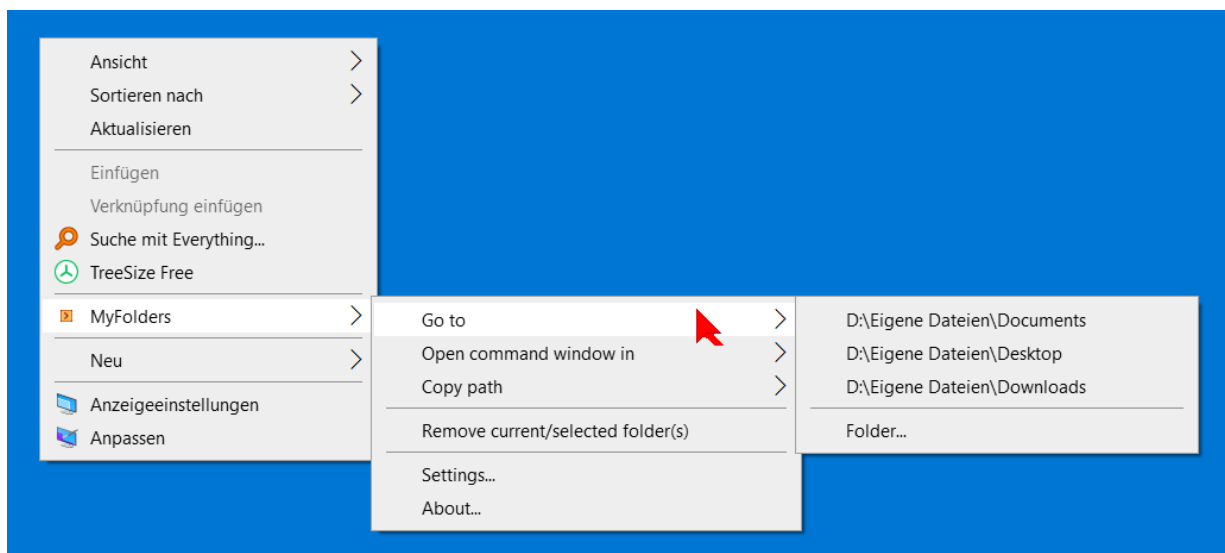 Ansicht
Sortieren nach
Aktualisieren
Einfügen
Verknüpfung einfügen
Suche mit Everything...
TreeSize Free
MyFolders
Neu
Anzeigeeinstellungen
Anpassen
Go to
Open command window in
Copy path
Remove current/selected folder(s)
Settings...
About...
D:\Eigene Dateien\Documents
D:\Eigene Dateien\Desktop
D:\Eigene Dateien\Downloads
Folder...